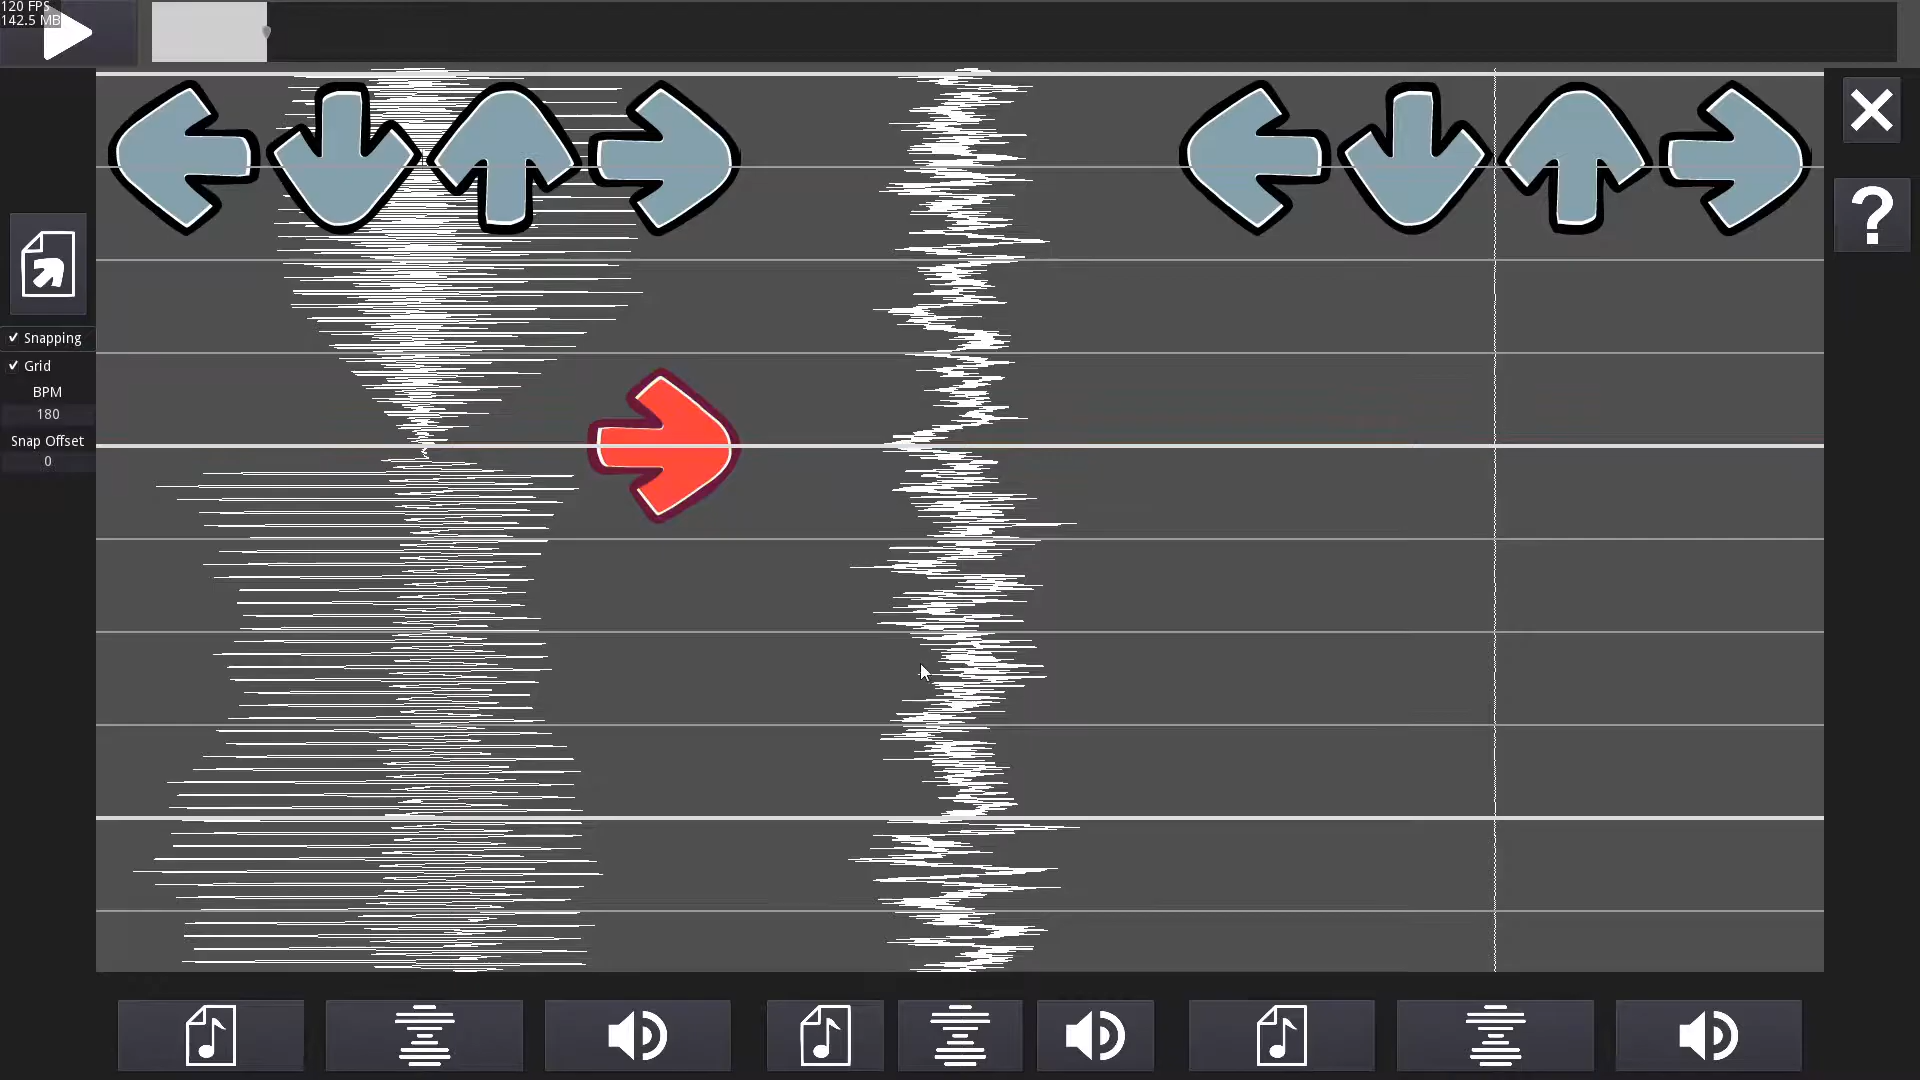 120 FPS
142.5 MB
Snapping
Grid
BPM
180
Snap Offset
0
?